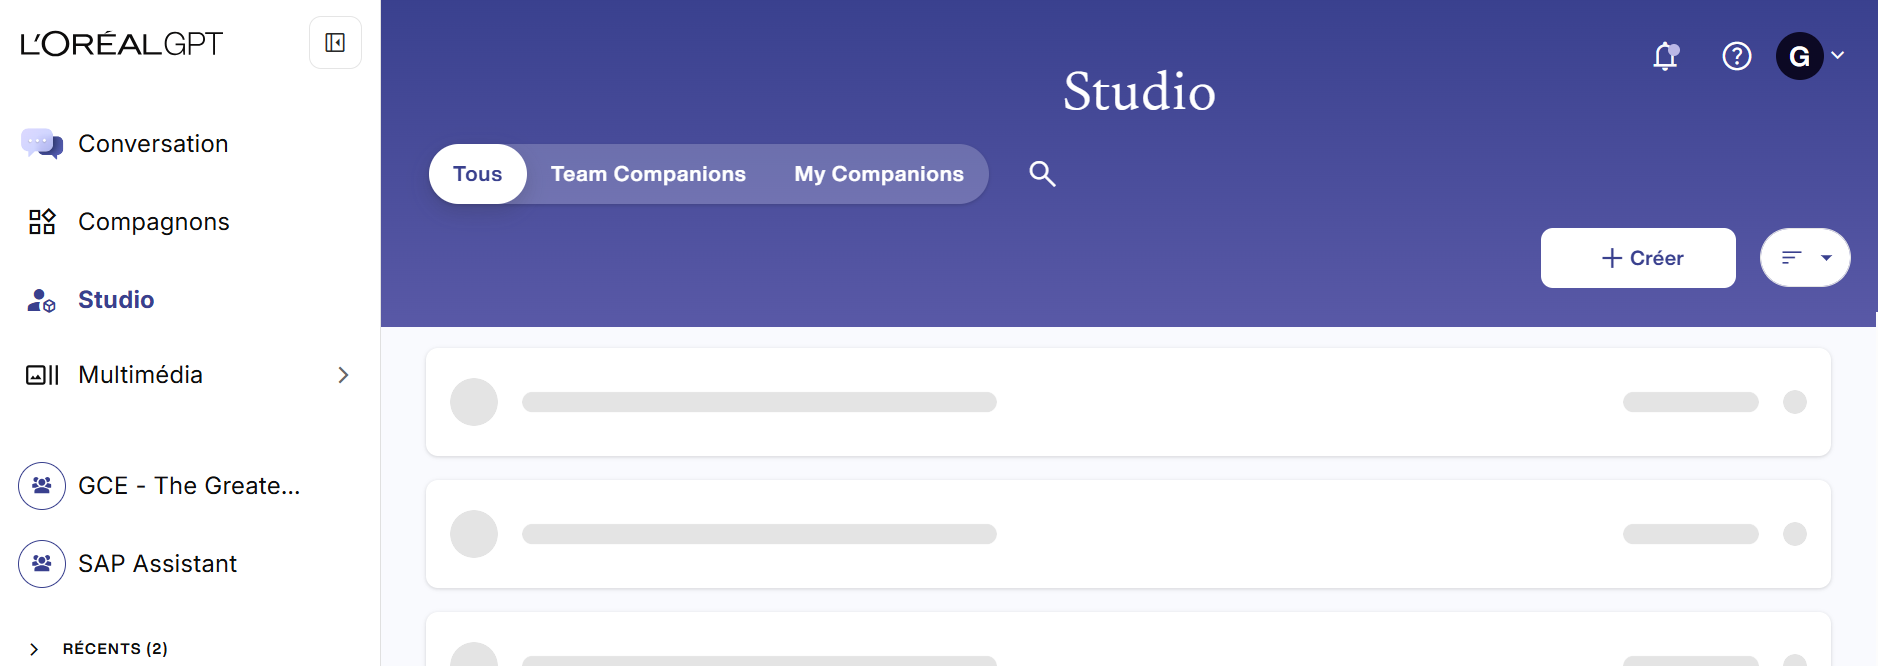 L'ORÉALGPT
Conversation
Compagnons
Studio
Multimédia
GCE - The Greate...
SAP Assistant
RÉCENTS (2)
Studio
G
Tous
Team Companions
My Companions
+ Créer